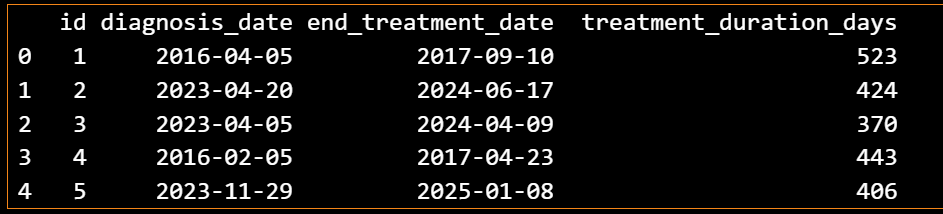 id diagnosis_date end_treatment_date treatment_duration_days
0 1 2016-04-05 2017-09-10 523
1 2 2023-04-20 2024-06-17 424
2 3 2023-04-05 2024-04-09 370
3 4 2016-02-05 2017-04-23 443
4 5 2023-11-29 2025-01-08 406